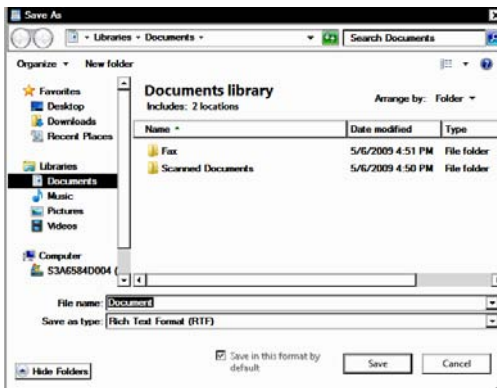 Save As
Libraries Documents Search Documents
Organize New folder
Favorites
Desktop
Downloads
Recent Places
Libraries
Documents
Music
Pictures
Videos
Computer
S3A6584D004 (
Documents library
Includes: 2 locations
Arrange by: Folder
Name Date modified Type
Fax 5/6/2009 4:51 PM File folder
Scanned Documents 5/6/2009 4:50 PM File folder
File name: Document
Save as type: Rich Text Format (RTF)
Hide Folders
Save in this format by
default
Save Cancel